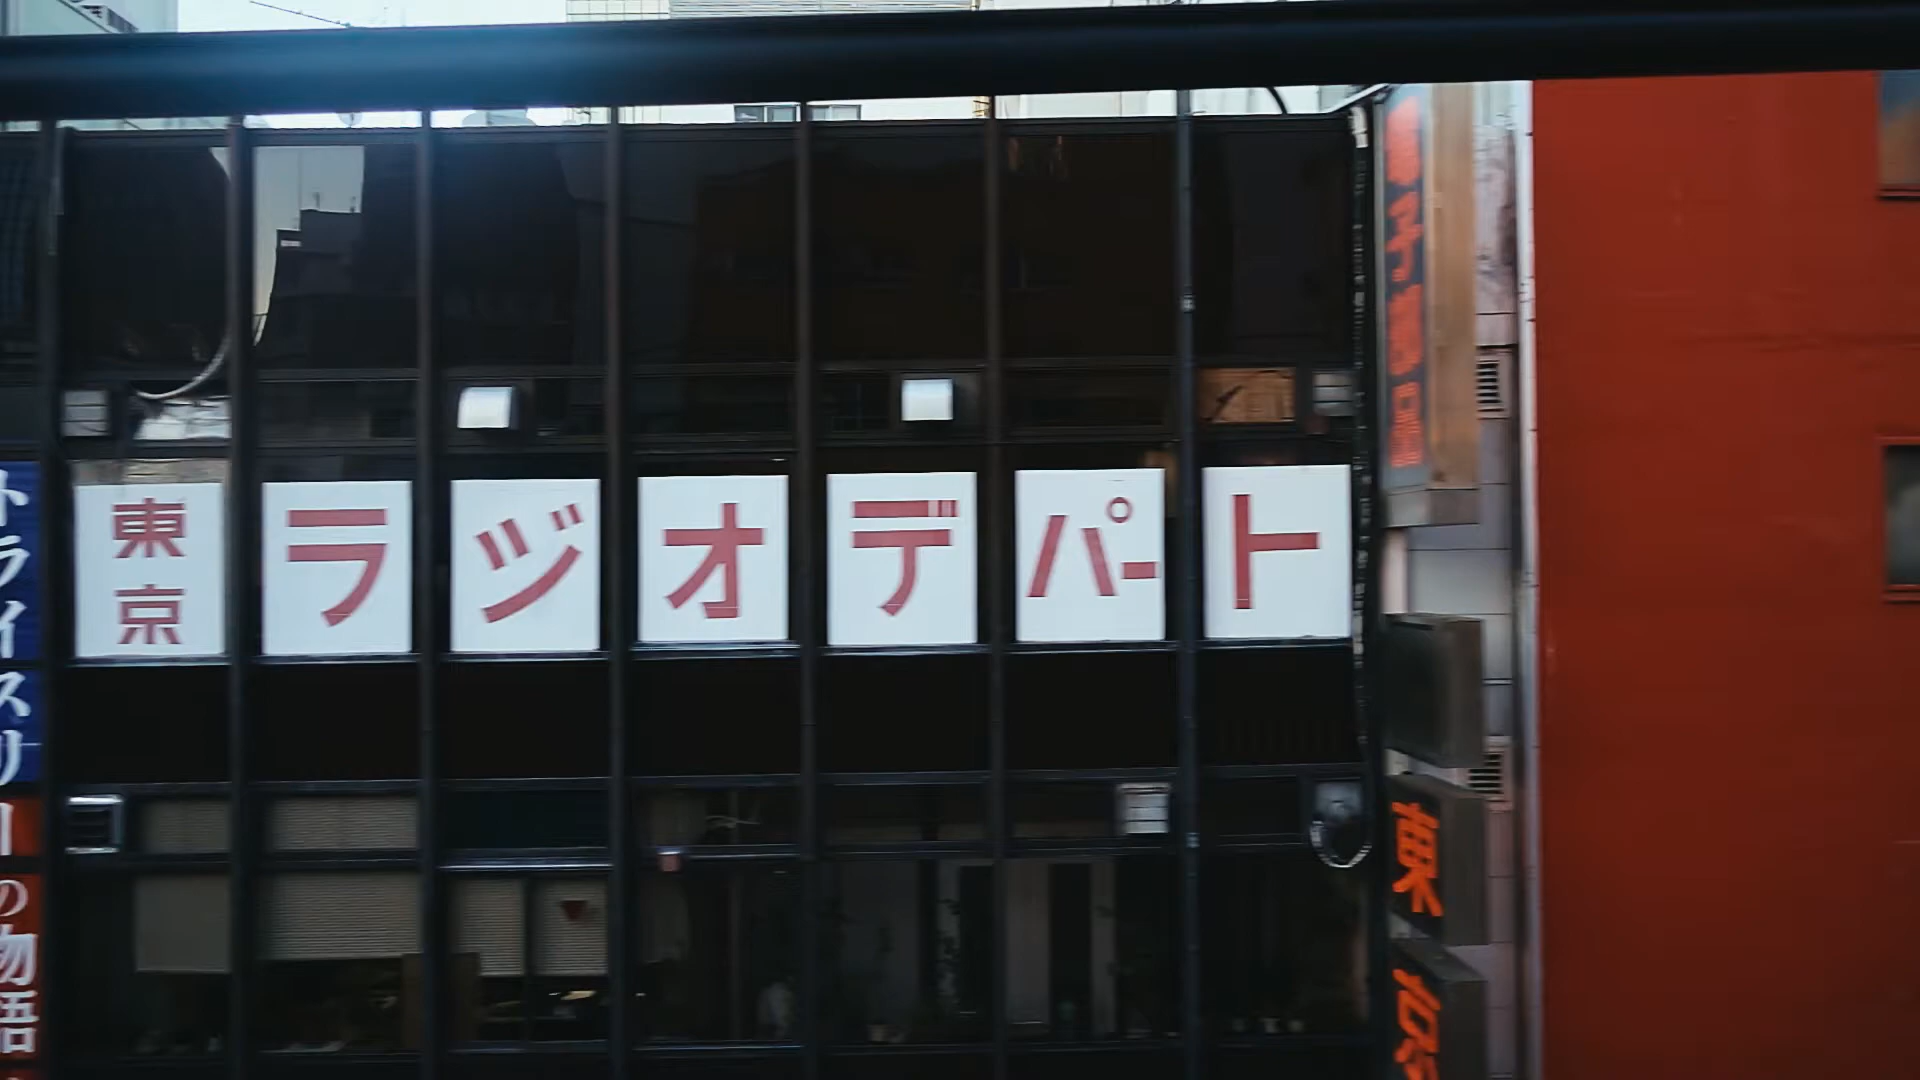 東京ラジオデパート
トライスリーの物語
電子部品
東